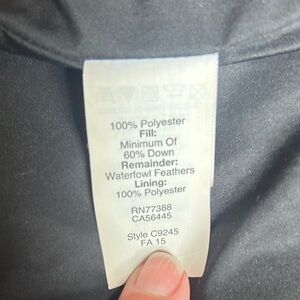 100% Polyester
Fill:
Minimum Of
60% Down
Remainder:
Waterfowl Feathers
Lining:
100% Polyester
RN77388
CA56445
Style C9245
FA 15